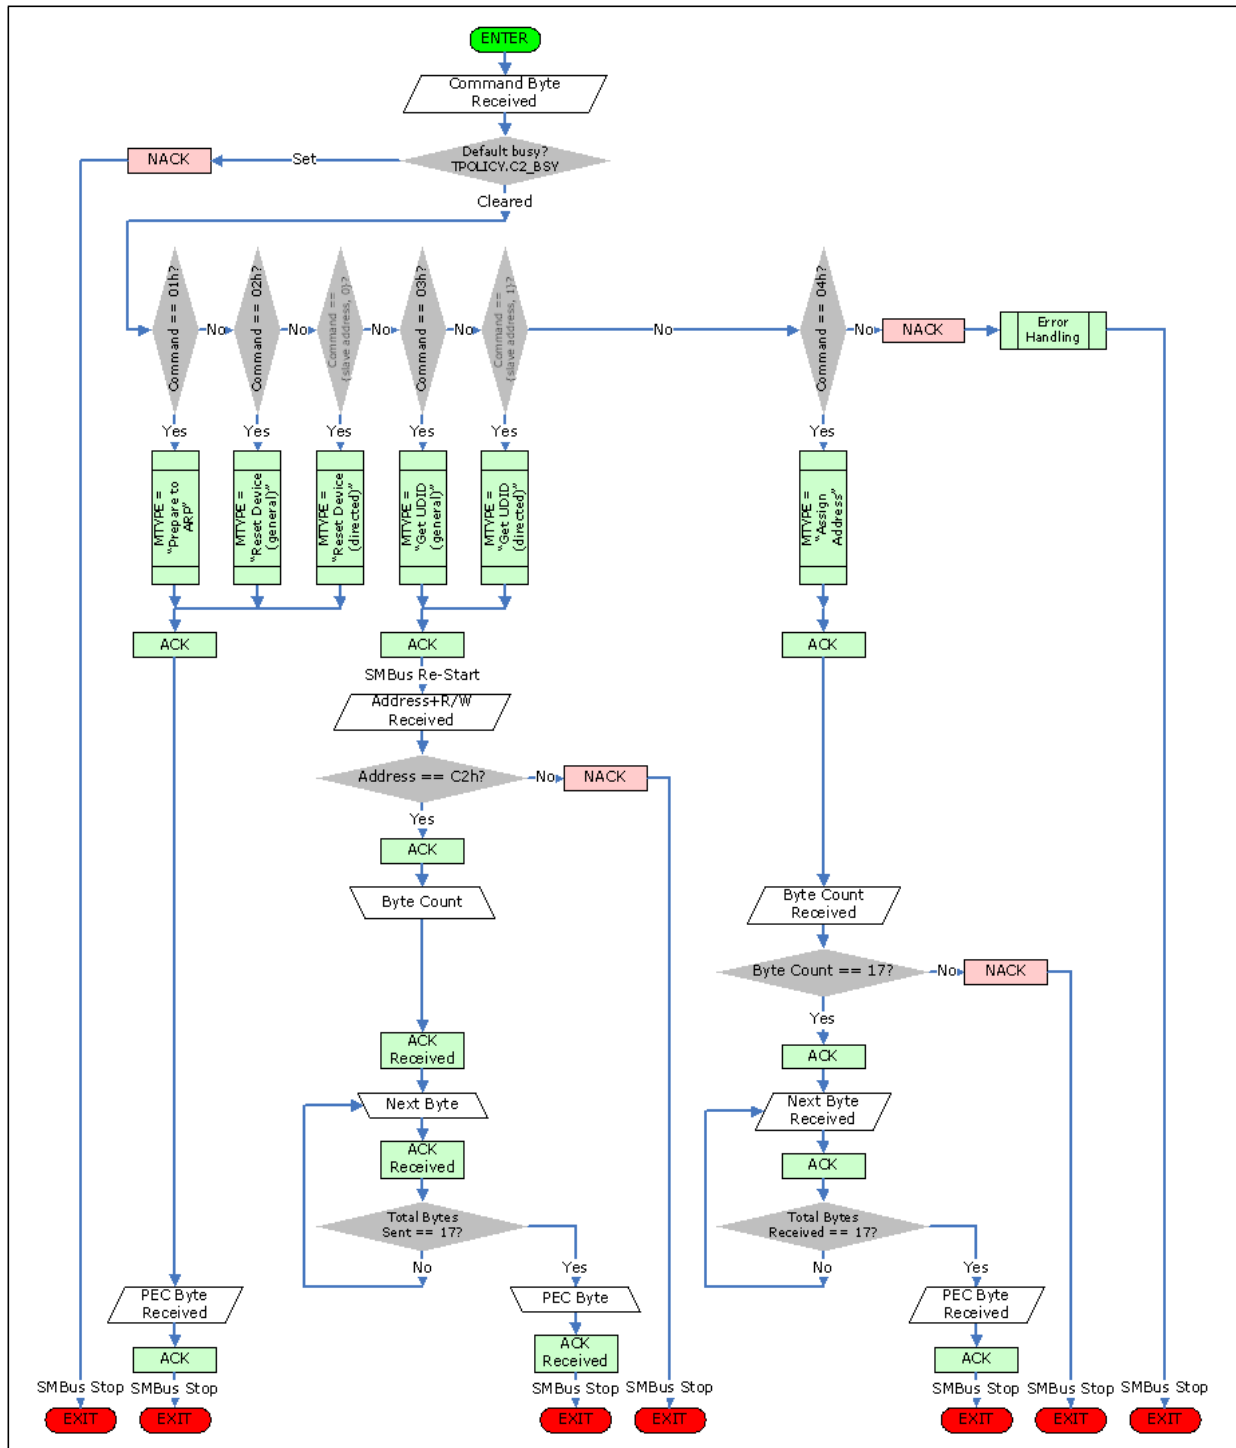 ENTER
Command Byte
Received
Default busy?
TPOLICY.C2_BSY
Set
NACK
Cleared
Command == 01h?
No
Command == 02h?
No
Command ==
{slave address, 0}?
No
Command == 03h?
No
Command ==
{slave address, 1}?
No
Command == 04h?
No
NACK
Error
Handling
Yes
Yes
Yes
Yes
Yes
Yes
MTYPE =
"Prepare to
ARP"
MTYPE =
"Reset Device
(general)"
MTYPE =
"Reset Device
(directed)"
MTYPE =
"Get UDID
(general)"
MTYPE =
"Get UDID
(directed)"
MTYPE =
"Assign
Address"
ACK
ACK
ACK
SMBus Re-Start
Address+R/W
Received
Address == C2h?
No
NACK
Yes
ACK
Byte Count
Byte Count
Received
Byte Count == 17?
No
NACK
Yes
ACK
Received
ACK
Next Byte
Next Byte
Received
ACK
Received
ACK
Total Bytes
Sent == 17?
Total Bytes
Received == 17?
No
Yes
No
Yes
PEC Byte
Received
PEC Byte
PEC Byte
Received
ACK
ACK
Received
ACK
SMBus Stop
SMBus Stop
SMBus Stop
SMBus Stop
SMBus Stop
SMBus Stop
SMBus Stop
EXIT
EXIT
EXIT
EXIT
EXIT
EXIT
EXIT